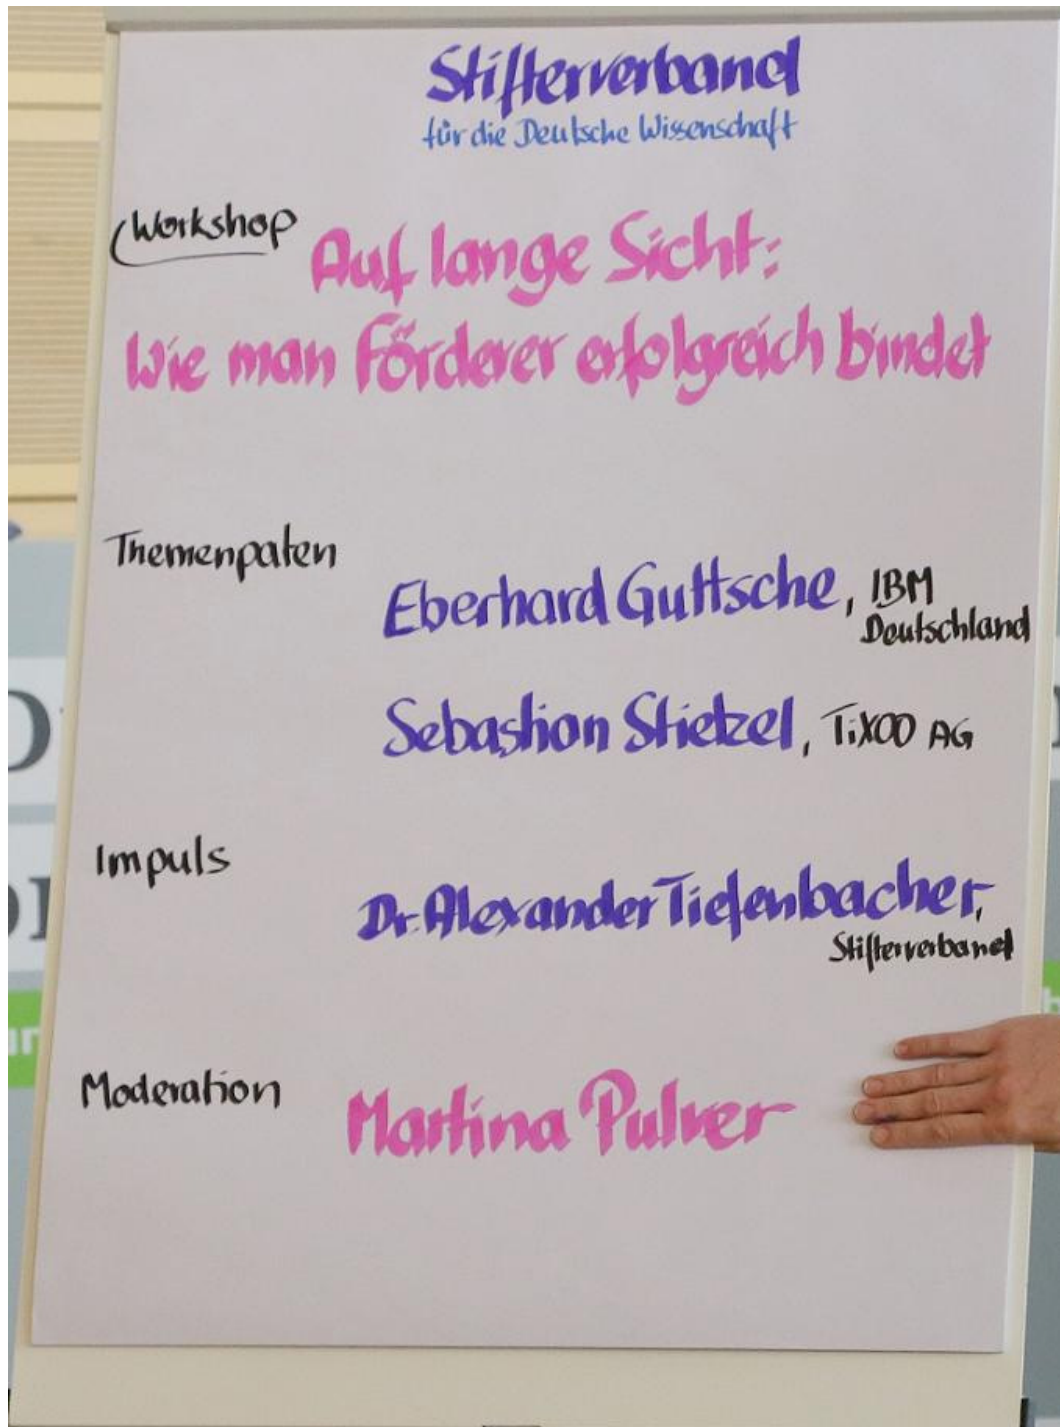 Stifterverband
für die Deutsche Wissenschaft
Workshop Auf lange Sicht:
Wie man Förderer erfolgreich bindet
Themenpaten
Eberhard Guttsche, IBM
Deutschland
Sebastian Stietzel, TiXOO AG
Impuls
Dr. Alexander Tiefenbacher,
Stifterverband
Moderation Martina Pulver